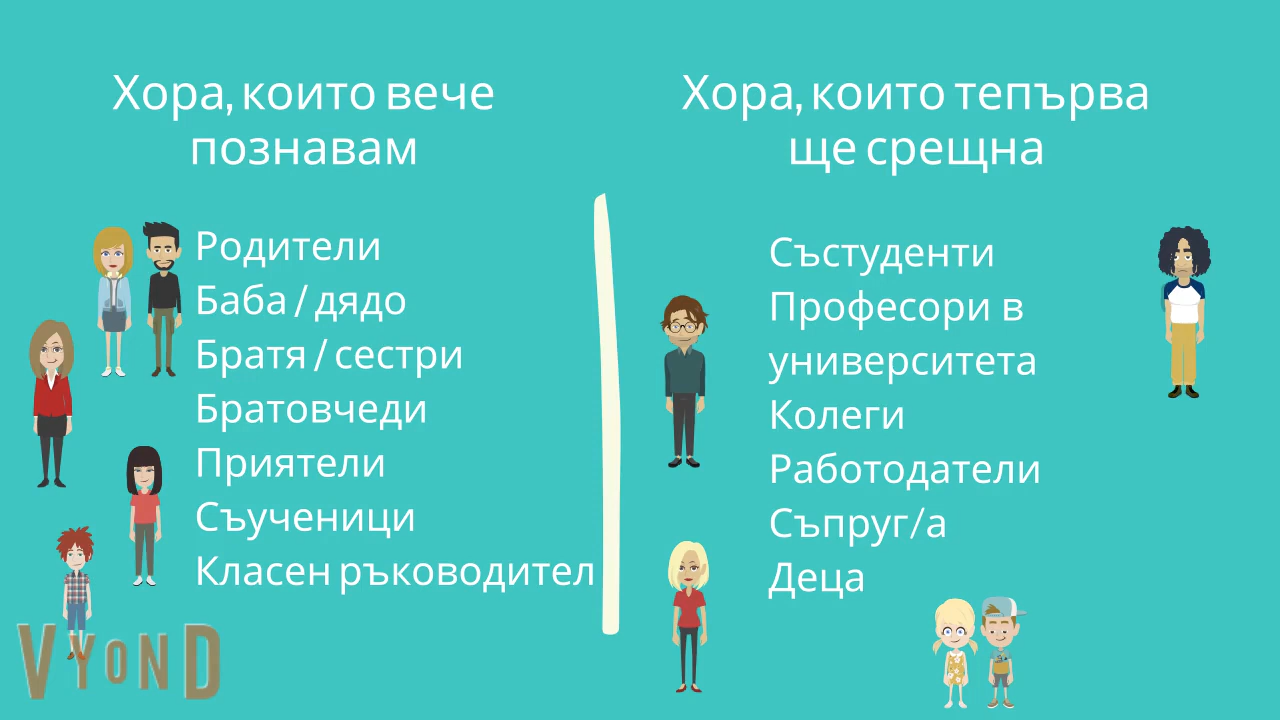 Хора, които вече
познавам
Родители
Баба / дядо
Братя / сестри
Братовчеди
Приятели
Съученици
Класен ръководител
Хора, които тепърва
ще срещна
Състуденти
Професори в
университета
Колеги
Работодатели
Съпруг/а
Деца
VYOND